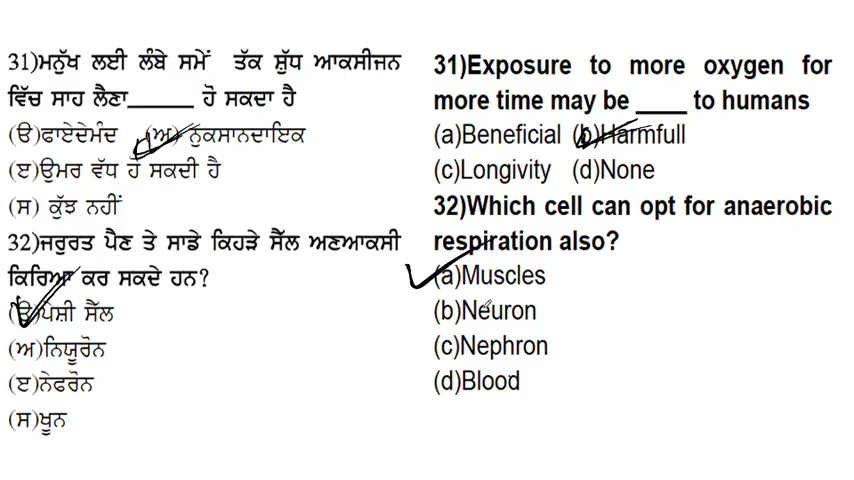 31)ਮਨੁੱਖ ਲਈ ਲੰਬੇ ਸਮੇਂ ਤੱਕ ਸ਼ੁੱਧ ਆਕਸੀਜਨ
ਵਿੱਚ ਸਾਹ ਲੈਣਾ______ ਹੋ ਸਕਦਾ ਹੈ
(ੳ)ਫਾਏਦੇਮੰਦ (ਅ) ਨੁੱਕਸਾਨਦਾਇਕ
(ੲ)ਉਮਰ ਵੱਧ ਹੋ ਸਕਦੀ ਹੈ
(ਸ) ਕੁੱਝ ਨਹੀਂ
32)ਜਰੁਰਤ ਪੈਣ ਤੇ ਸਾਡੇ ਕਿਹੜੇ ਸੈੱਲ ਅਣਆਕਸੀ
ਕਿਰਿਆ ਕਰ ਸਕਦੇ ਹਨ?
(ੳ)ਪੇਸ਼ੀ ਸੈੱਲ
(ਅ)ਨਿਯੂਰੋਨ
(ੲ)ਨੇਫਰੋਨ
(ਸ)ਖੂਨ
31)Exposure to more oxygen for
more time may be ____ to humans
(a)Beneficial (b)Harmfull
(c)Longivity (d)None
32)Which cell can opt for anaerobic
respiration also?
(a)Muscles
(b)Neuron
(c)Nephron
(d)Blood